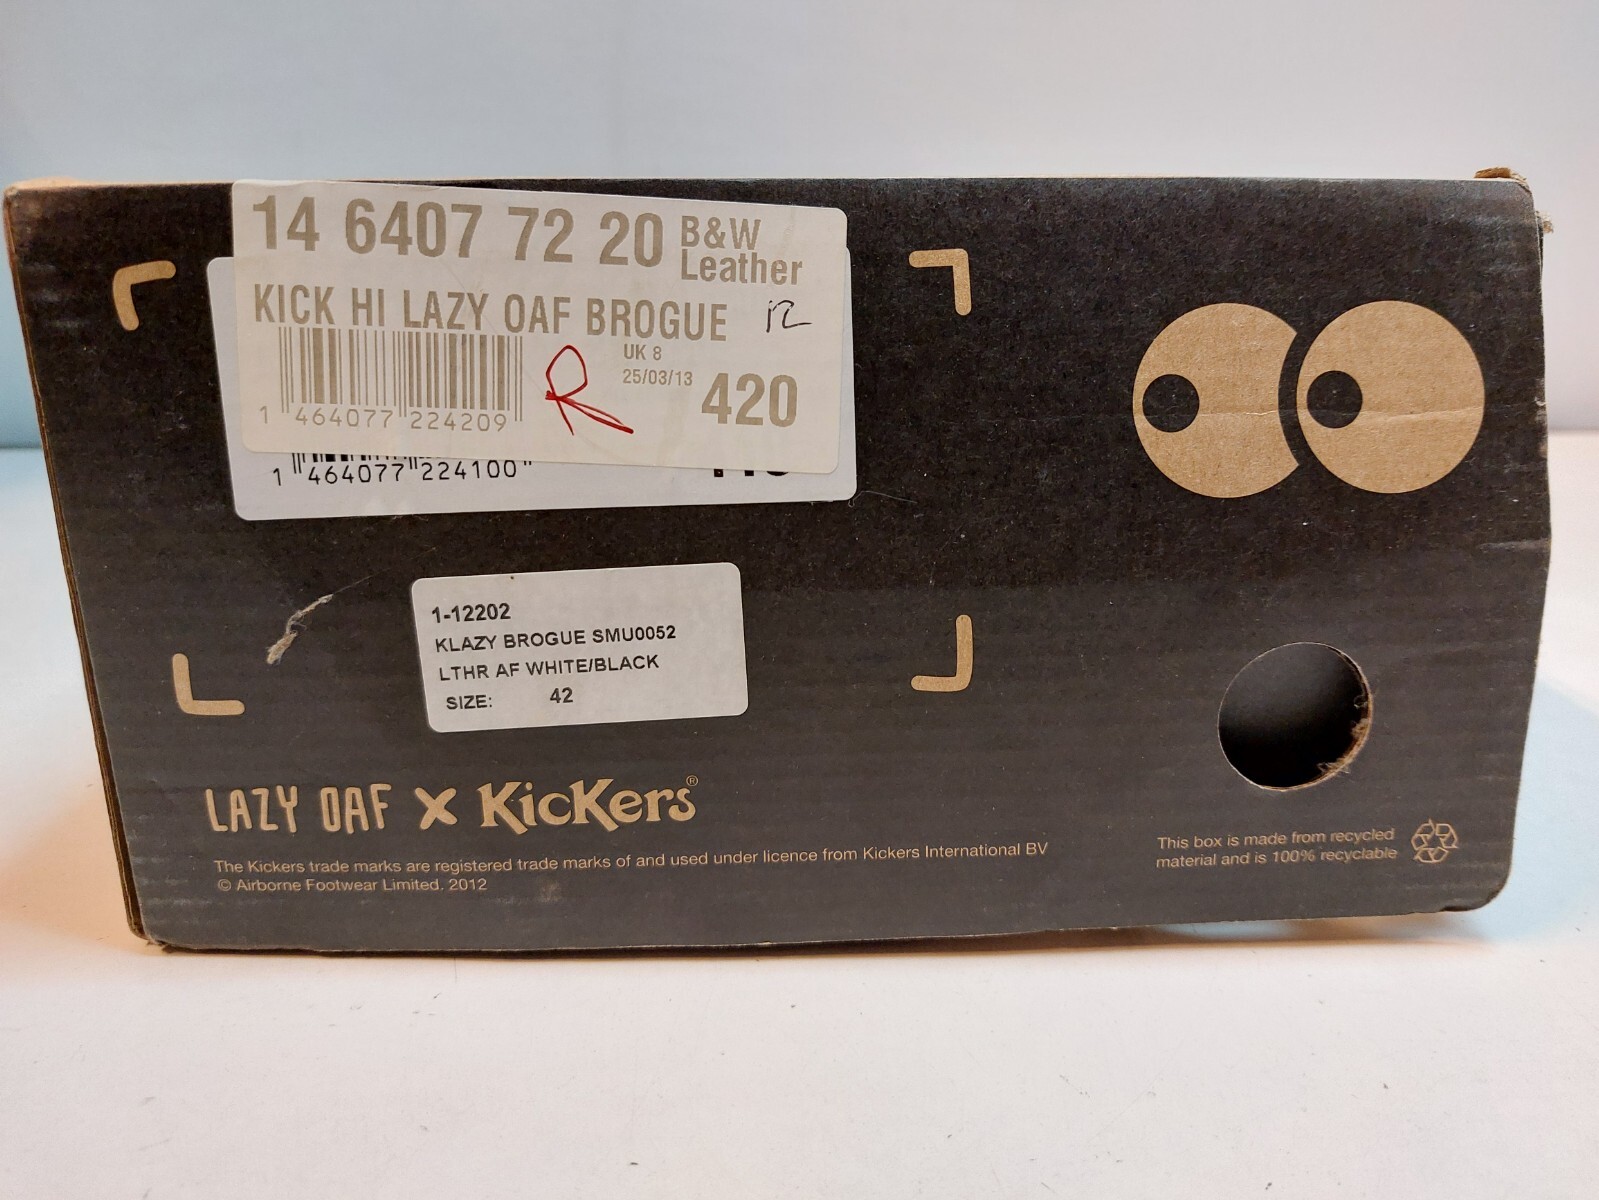 14 6407 72 20 B&W
Leather
KICK HI LAZY OAF BROGUE
UK 8
25/03/13 420
R
1 464077 224209
1 464077 224100
1-12202
KLAZY BROGUE SMU0052
LTHR AF WHITE/BLACK
SIZE: 42
LAZY OAF X KicKers®
The Kickers trade marks are registered trade marks of and used under licence from Kickers International BV
© Airborne Footwear Limited. 2012
This box is made from recycled
material and is 100% recyclable